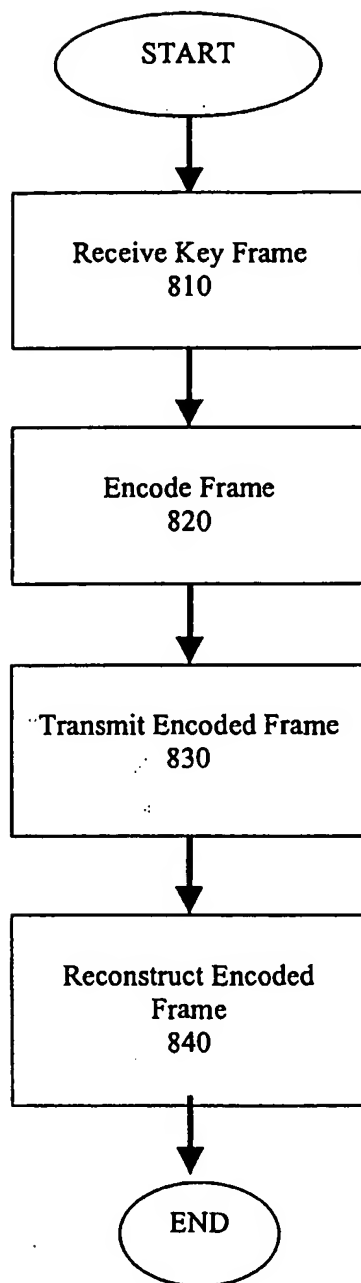 START
Receive Key Frame
810
Encode Frame
820
Transmit Encoded Frame
830
Reconstruct Encoded
Frame
840
END